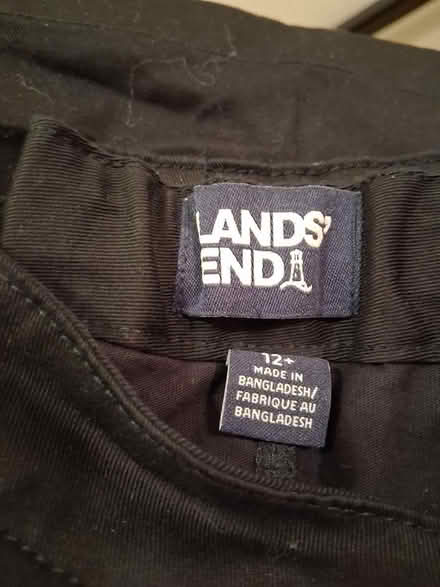 LANDS'
END
12+
MADE IN
BANGLADESH/
FABRIQUE AU
BANGLADESH